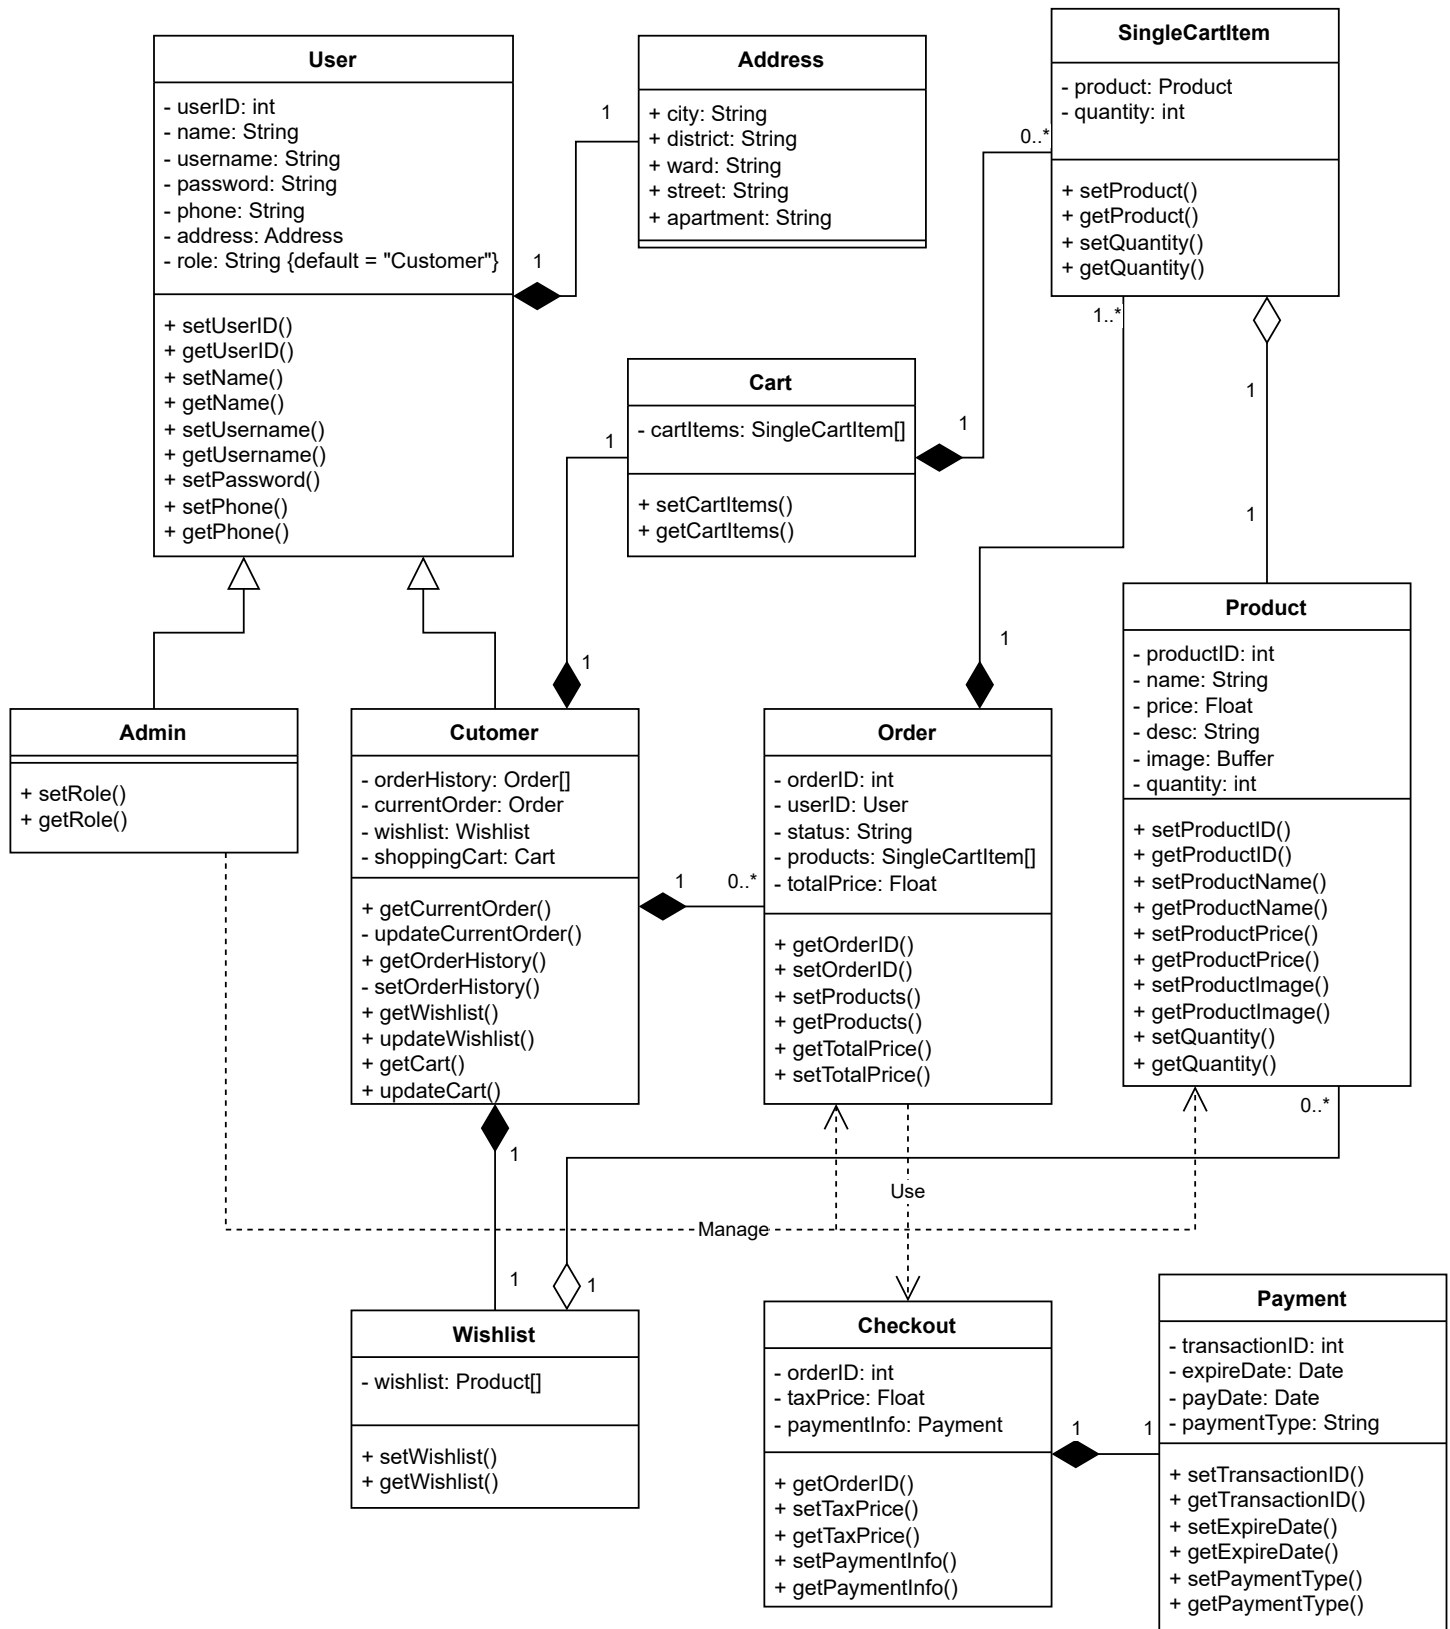 User
- userID: int
- name: String
- username: String
- password: String
- phone: String
- address: Address
- role: String {default = "Customer"}
+ setUserID()
+ getUserID()
+ setName()
+ getName()
+ setUsername()
+ getUsername()
+ setPassword()
+ setPhone()
+ getPhone()
1
1
Address
+ city: String
+ district: String
+ ward: String
+ street: String
+ apartment: String
SingleCartItem
- product: Product
- quantity: int
+ setProduct()
+ getProduct()
+ setQuantity()
+ getQuantity()
0..*
1..*
1
1
Cart
- cartItems: SingleCartItem[]
+ setCartItems()
+ getCartItems()
1
1
1
1
Product
- productID: int
- name: String
- price: Float
- desc: String
- image: Buffer
- quantity: int
+ setProductID()
+ getProductID()
+ setProductName()
+ getProductName()
+ setProductPrice()
+ getProductPrice()
+ setProductImage()
+ getProductImage()
+ setQuantity()
+ getQuantity()
0..*
Admin
+ setRole()
+ getRole()
Cutomer
- orderHistory: Order[]
- currentOrder: Order
- wishlist: Wishlist
- shoppingCart: Cart
+ getCurrentOrder()
- updateCurrentOrder()
+ getOrderHistory()
- setOrderHistory()
+ getWishlist()
+ updateWishlist()
+ getCart()
+ updateCart()
1
0..*
Order
- orderID: int
- userID: User
- status: String
- products: SingleCartItem[]
- totalPrice: Float
+ getOrderID()
+ setOrderID()
+ setProducts()
+ getProducts()
+ getTotalPrice()
+ setTotalPrice()
1
Use
Manage
1
1
Wishlist
- wishlist: Product[]
+ setWishlist()
+ getWishlist()
Checkout
- orderID: int
- taxPrice: Float
- paymentInfo: Payment
+ getOrderID()
+ setTaxPrice()
+ getTaxPrice()
+ setPaymentInfo()
+ getPaymentInfo()
1
1
Payment
- transactionID: int
- expireDate: Date
- payDate: Date
- paymentType: String
+ setTransactionID()
+ getTransactionID()
+ setExpireDate()
+ getExpireDate()
+ setPaymentType()
+ getPaymentType()